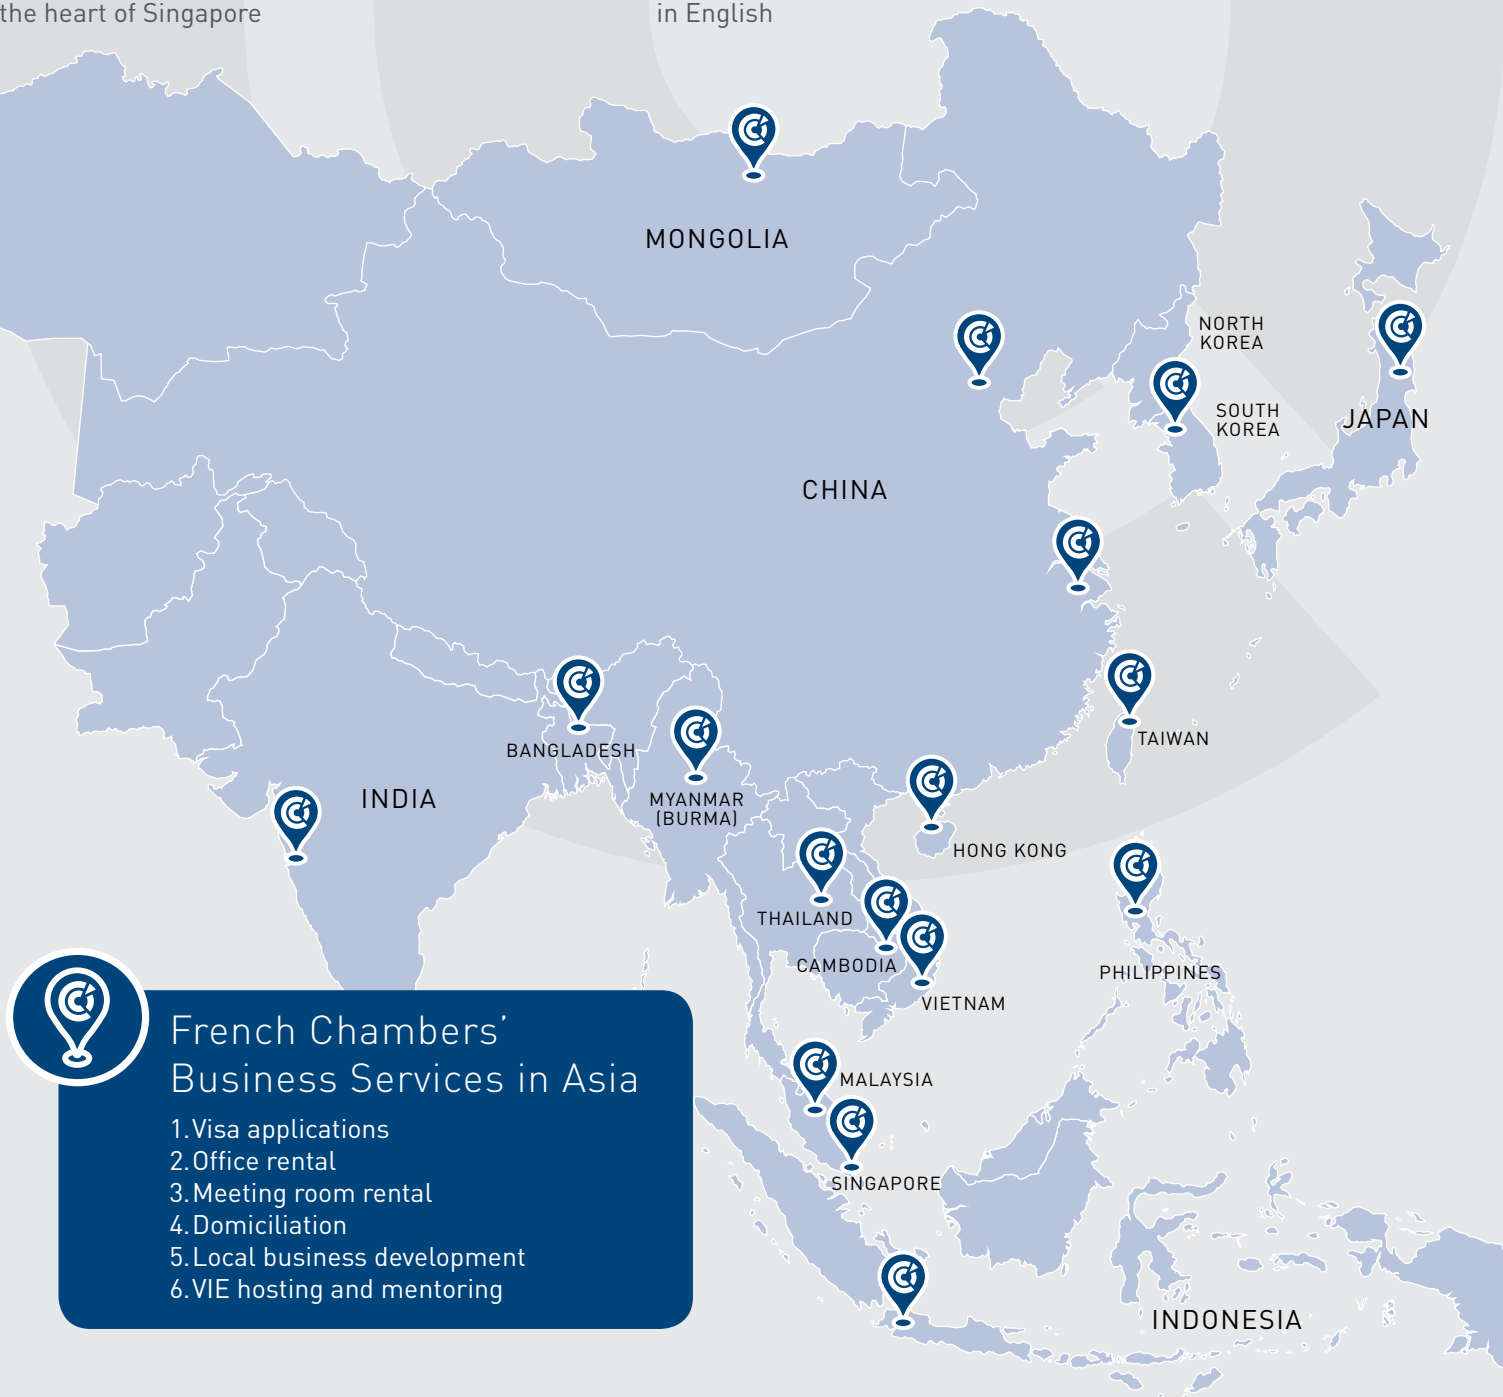 the heart of Singapore
in English
MONGOLIA
NORTH
KOREA
SOUTH
KOREA
JAPAN
CHINA
TAIWAN
BANGLADESH
MYANMAR
(BURMA)
INDIA
HONG KONG
THAILAND
CAMBODIA
PHILIPPINES
VIETNAM
MALAYSIA
SINGAPORE
INDONESIA
French Chambers’
Business Services in Asia
1.Visa applications
2.Office rental
3.Meeting room rental
4.Domiciliation
5.Local business development
6.VIE hosting and mentoring